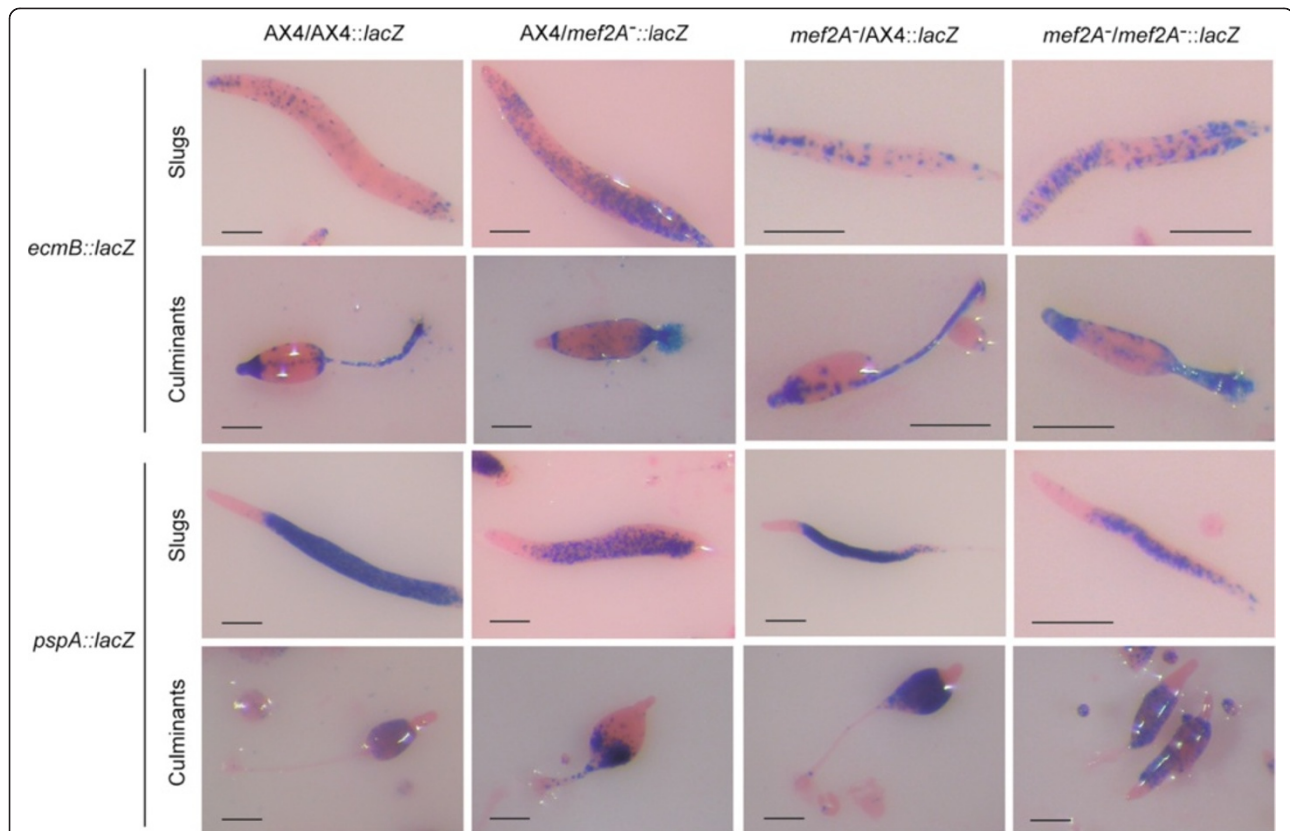 AX4/AX4::lacZ AX4/mef2A⁻::lacZ mef2A⁻/AX4::lacZ mef2A⁻/mef2A⁻::lacZ
Slugs
ecmB::lacZ
Culminants
Slugs
pspA::lacZ
Culminants